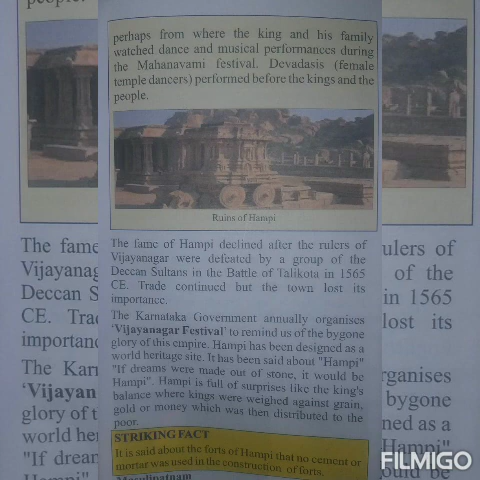 perhaps from where the king and his family
watched dance and musical performances during
the Mahanavami festival. Devadasis (female
temple dancers) performed before the kings and the
people.
Ruins of Hampi
The fame of Hampi declined after the rulers of
Vijayanagar were defeated by a group of the
Deccan Sultans in the Battle of Talikota in 1565
CE. Trade continued but the town lost its
importance.
The Karnataka Government annually organises
'Vijayanagar Festival' to remind us of the bygone
glory of this empire. Hampi has been designed as a
world heritage site. It has been said about "Hampi"
"If dreams were made out of stone, it would be
Hampi". Hampi is full of surprises like the king's
balance where kings were weighed against grain,
gold or money which was then distributed to the
poor.
STRIKING FACT
It is said about the forts of Hampi that no cement or
mortar was used in the construction of forts.
Masulipatnam
FILMIGO